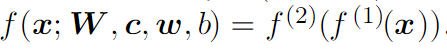 f(x; W, c, w, b) = f⁽²⁾(f⁽¹⁾(x)).